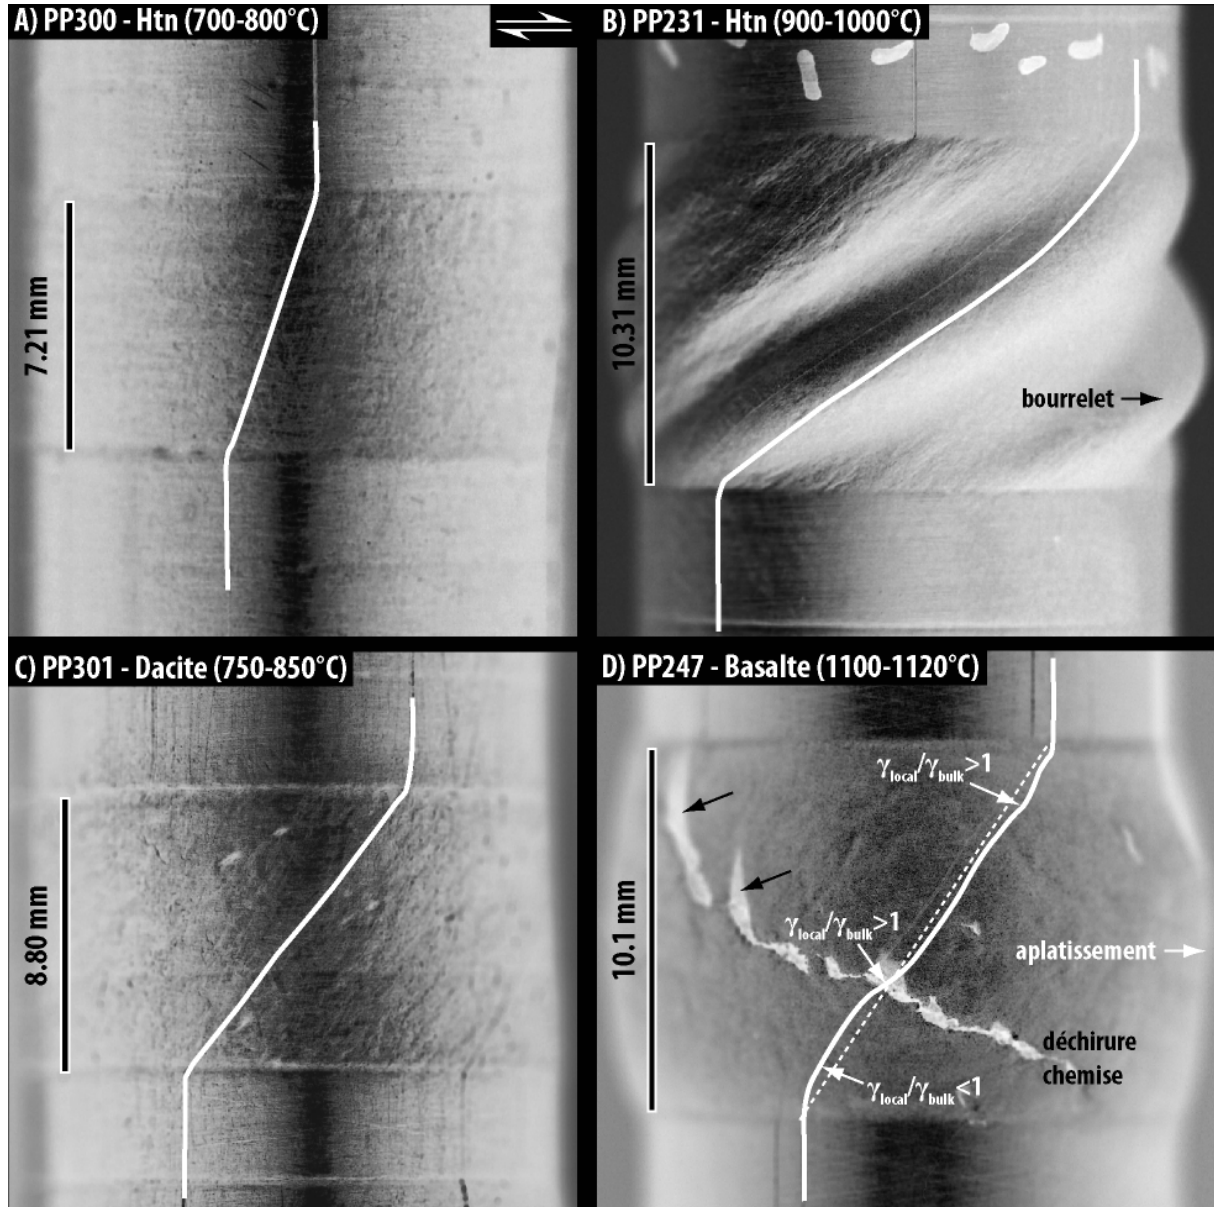 A) PP300 - Htn (700-800°C)
7.21 mm
B) PP231 - Htn (900-1000°C)
10.31 mm
bourrelet
C) PP301 - Dacite (750-850°C)
8.80 mm
D) PP247 - Basalte (1100-1120°C)
10.1 mm
γlocal/γbulk>1
γlocal/γbulk>1
aplatissement
déchirure
chemise
γlocal/γbulk<1